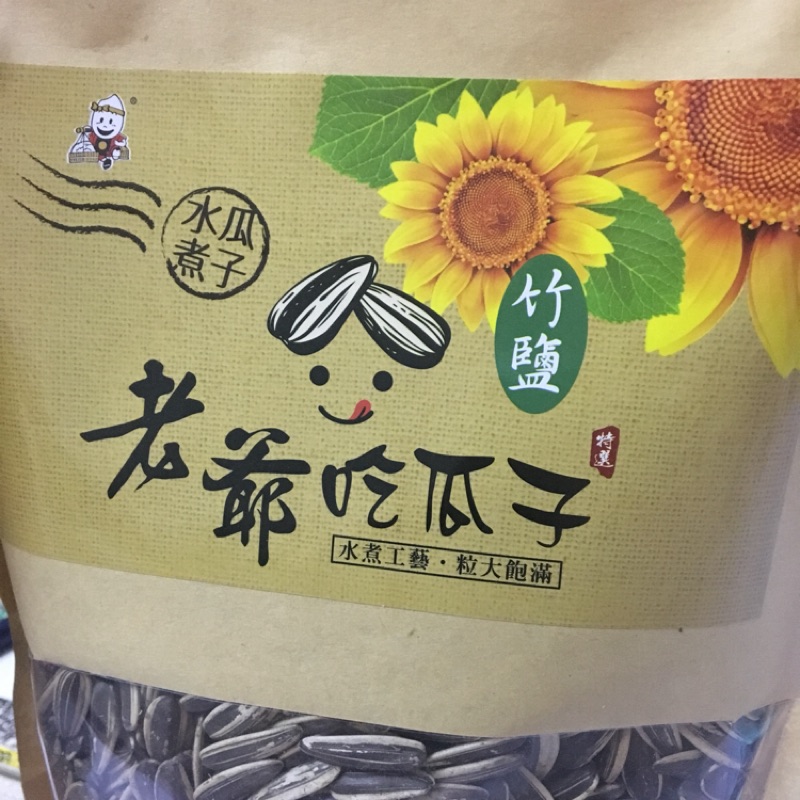 水瓜
煮子
竹鹽
老爺吃瓜子
特選
水煮工藝·粒大飽滿